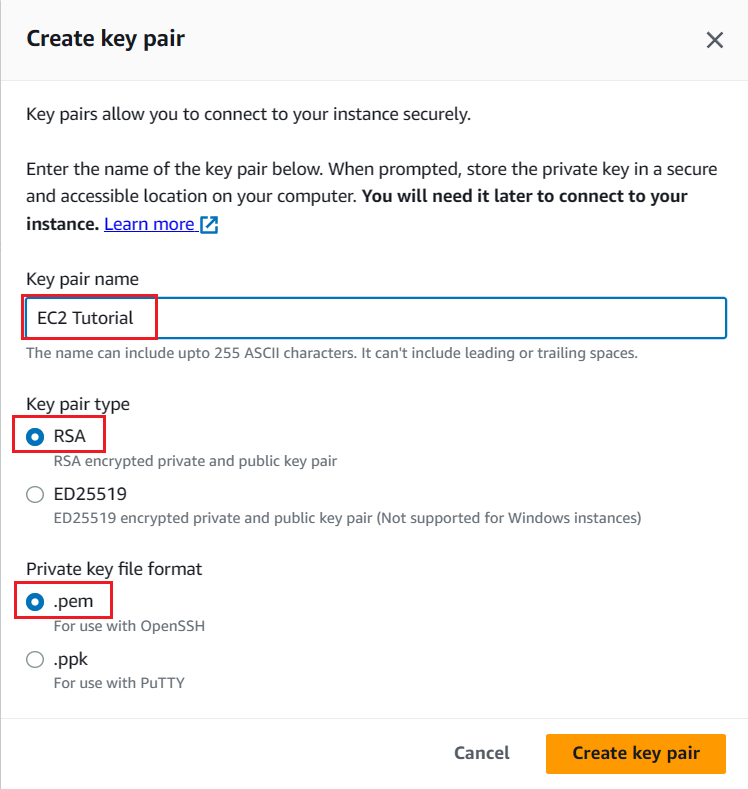 Create key pair
Key pairs allow you to connect to your instance securely.
Enter the name of the key pair below. When prompted, store the private key in a secure
and accessible location on your computer. You will need it later to connect to your
instance. Learn more
Key pair name
EC2 Tutorial
The name can include upto 255 ASCII characters. It can't include leading or trailing spaces.
Key pair type
RSA
RSA encrypted private and public key pair
ED25519
ED25519 encrypted private and public key pair (Not supported for Windows instances)
Private key file format
.pem
For use with OpenSSH
.ppk
For use with PuTTY
Cancel
Create key pair